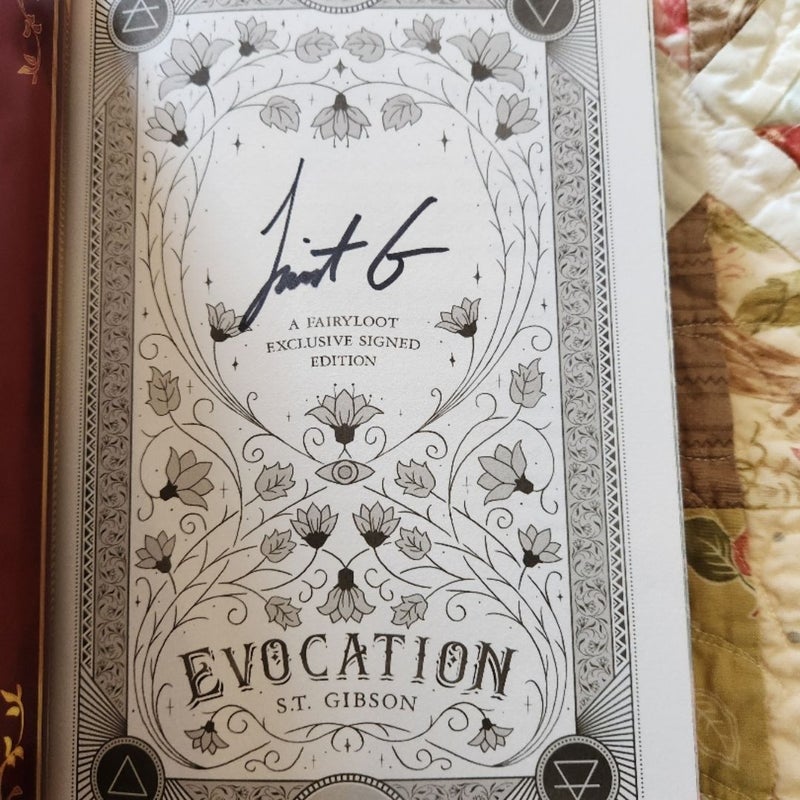 A FAIRYLOOT
EXCLUSIVE SIGNED
EDITION
EVOCATION
S.T. GIBSON